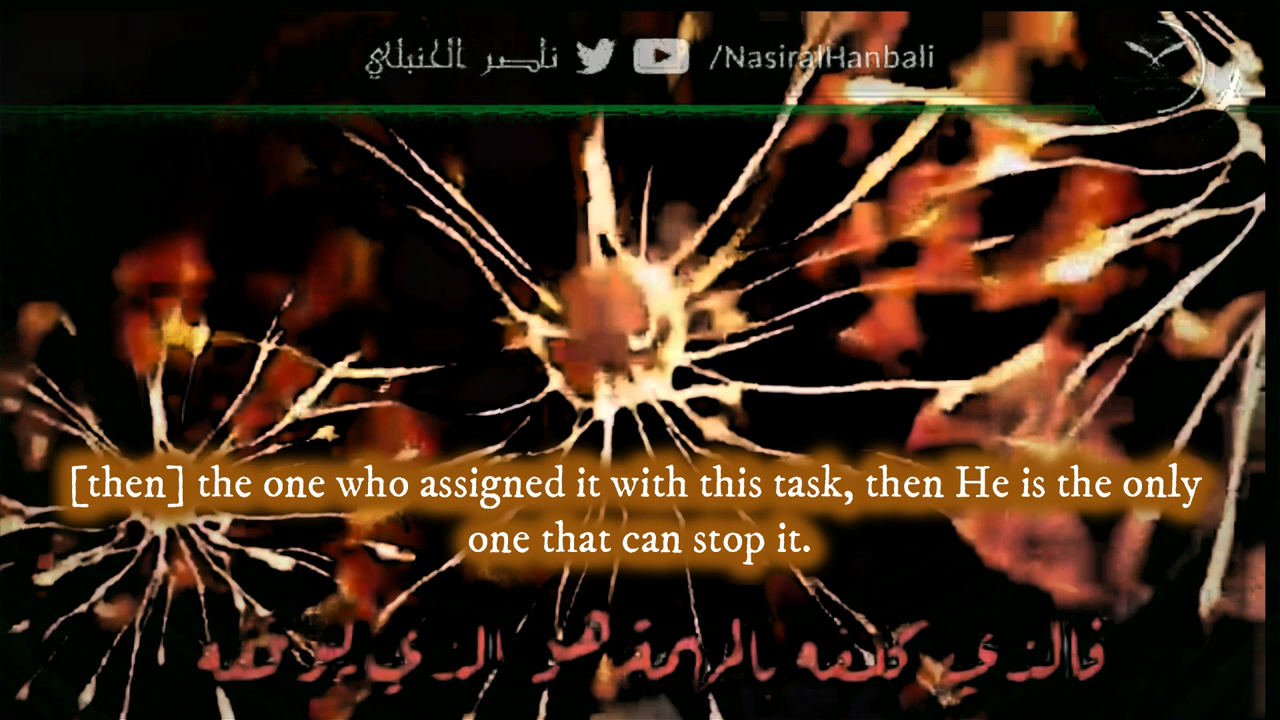 ناصر الحنبلي /NasiralHanbali
[then] the one who assigned it with this task, then He is the only
one that can stop it.
فالذي كلفه بالمهمة هو الذي يوقفه